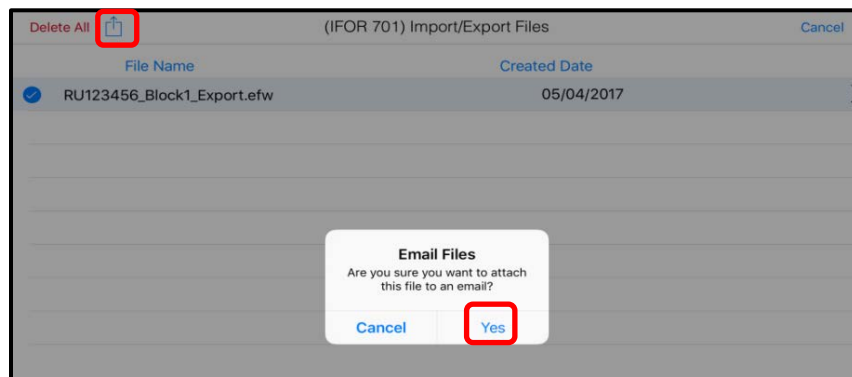 Delete All (IFOR 701) Import/Export Files Cancel
File Name Created Date
RU123456_Block1_Export.efw 05/04/2017
Email Files
Are you sure you want to attach
this file to an email?
Cancel Yes